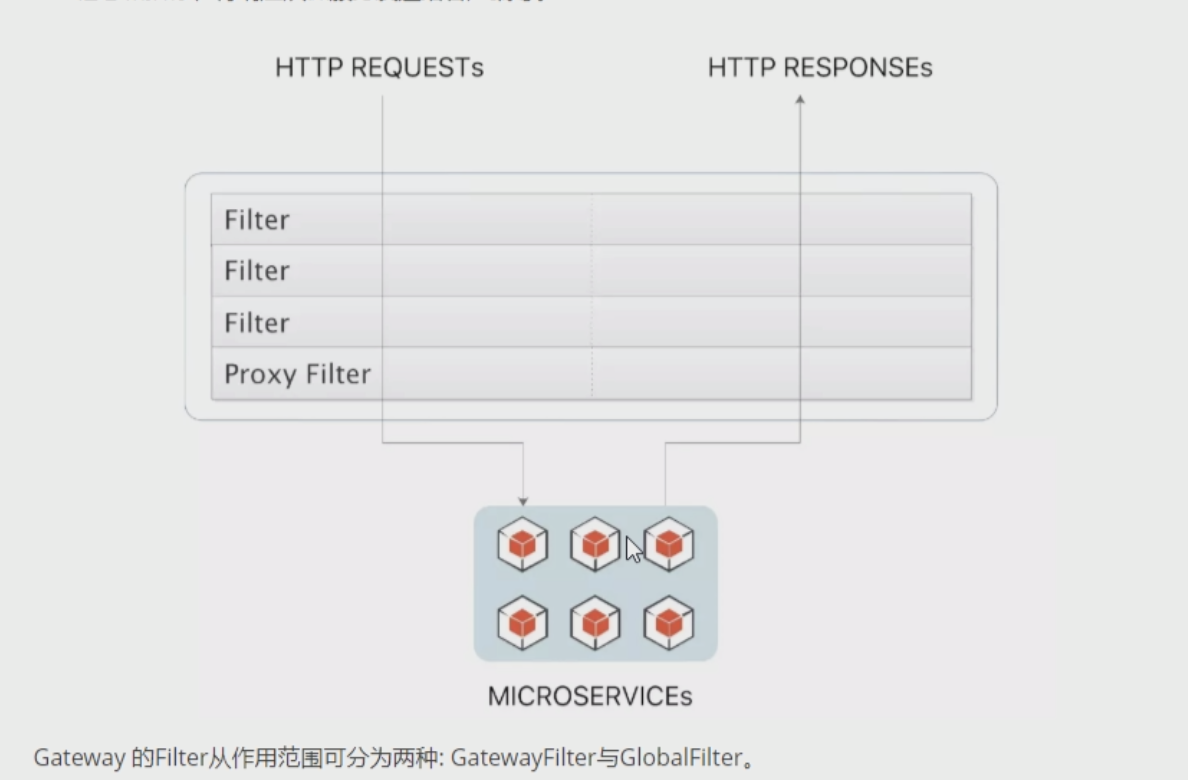 HTTP REQUESTs
HTTP RESPONSEs
Filter
Filter
Filter
Proxy Filter
MICROSERVICEs
Gateway 的Filter从作用范围可分为两种: GatewayFilter与GlobalFilter。